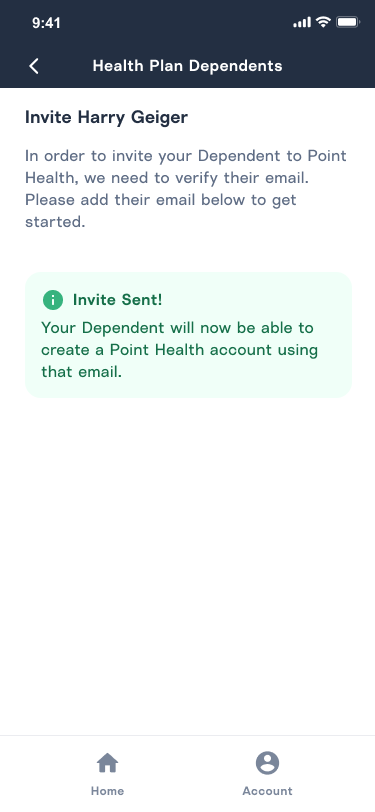 9:41
Health Plan Dependents
Invite Harry Geiger
In order to invite your Dependent to Point
Health, we need to verify their email.
Please add their email below to get
started.
Invite Sent!
Your Dependent will now be able to
create a Point Health account using
that email.
Home
Account